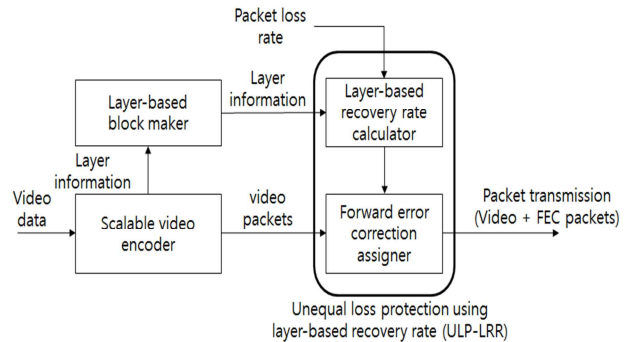 Packet loss
rate
Layer
information
Layer-based
block maker
Layer-based
recovery rate
calculator
Layer
information
Video
data
Scalable video
encoder
video
packets
Forward error
correction
assigner
Packet transmission
(Video + FEC packets)
Unequal loss protection using
layer-based recovery rate (ULP-LRR)